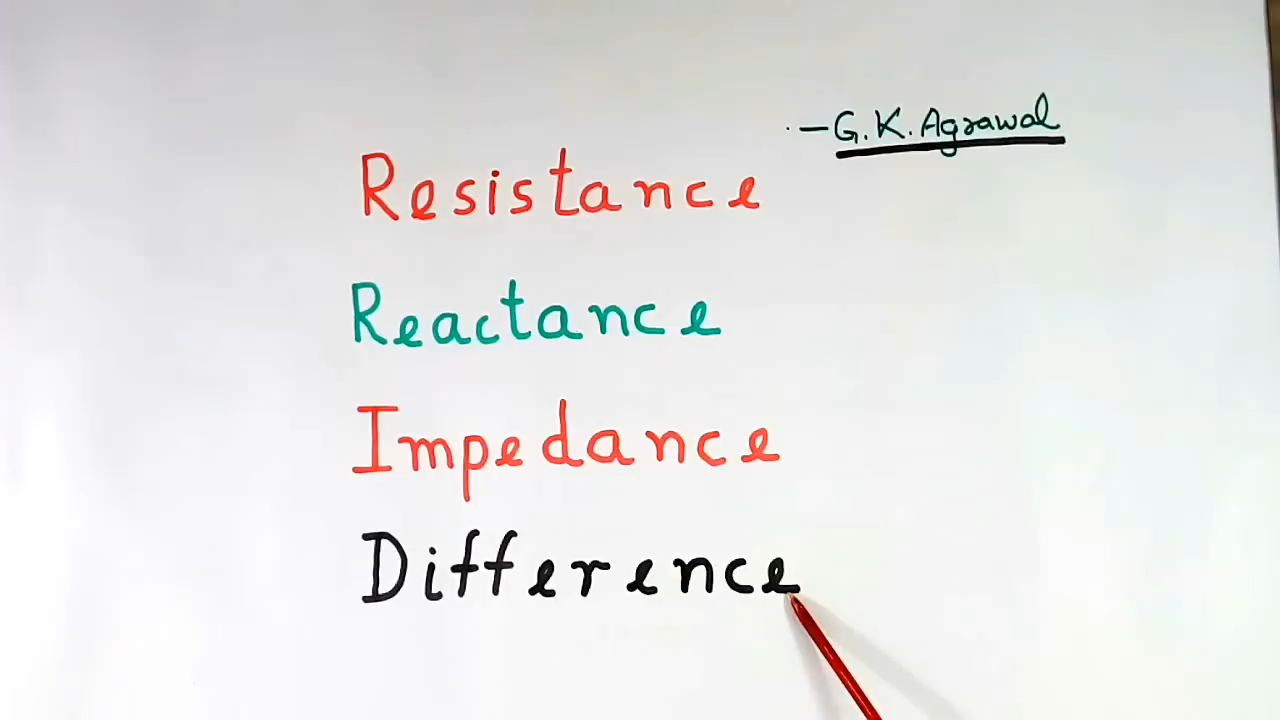 — G. K. Agrawal
Resistance
Reactance
Impedance
Difference